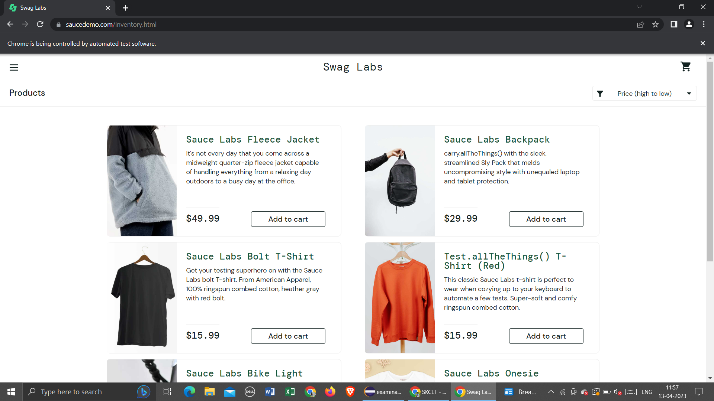 Swag Labs
saucedemo.com/inventory.html
Chrome is being controlled by automated test software.
Swag Labs
Products
Price (high to low)
Sauce Labs Fleece Jacket
It's not every day that you come across a
midweight quarter-zip fleece jacket capable
of handling everything from a relaxing day
outdoors to a busy day at the office.
$49.99
Add to cart
Sauce Labs Backpack
carry.allTheThings() with the sleek,
streamlined Sly Pack that melds
uncompromising style with unequaled laptop
and tablet protection.
$29.99
Add to cart
Sauce Labs Bolt T-Shirt
Get your testing superhero on with the Sauce
Labs bolt T-shirt. From American Apparel,
100% ringspun combed cotton, heather gray
with red bolt.
$15.99
Add to cart
Test.allTheThings() T-
Shirt (Red)
This classic Sauce Labs t-shirt is perfect to
wear when cozying up to your keyboard to
automate a few tests. Super-soft and comfy
ringspun combed cotton.
$15.99
Add to cart
Sauce Labs Bike Light
Sauce Labs Onesie
Type here to search
examina...
Swag La...
Brea...
ENG
11:57
13-04-2023